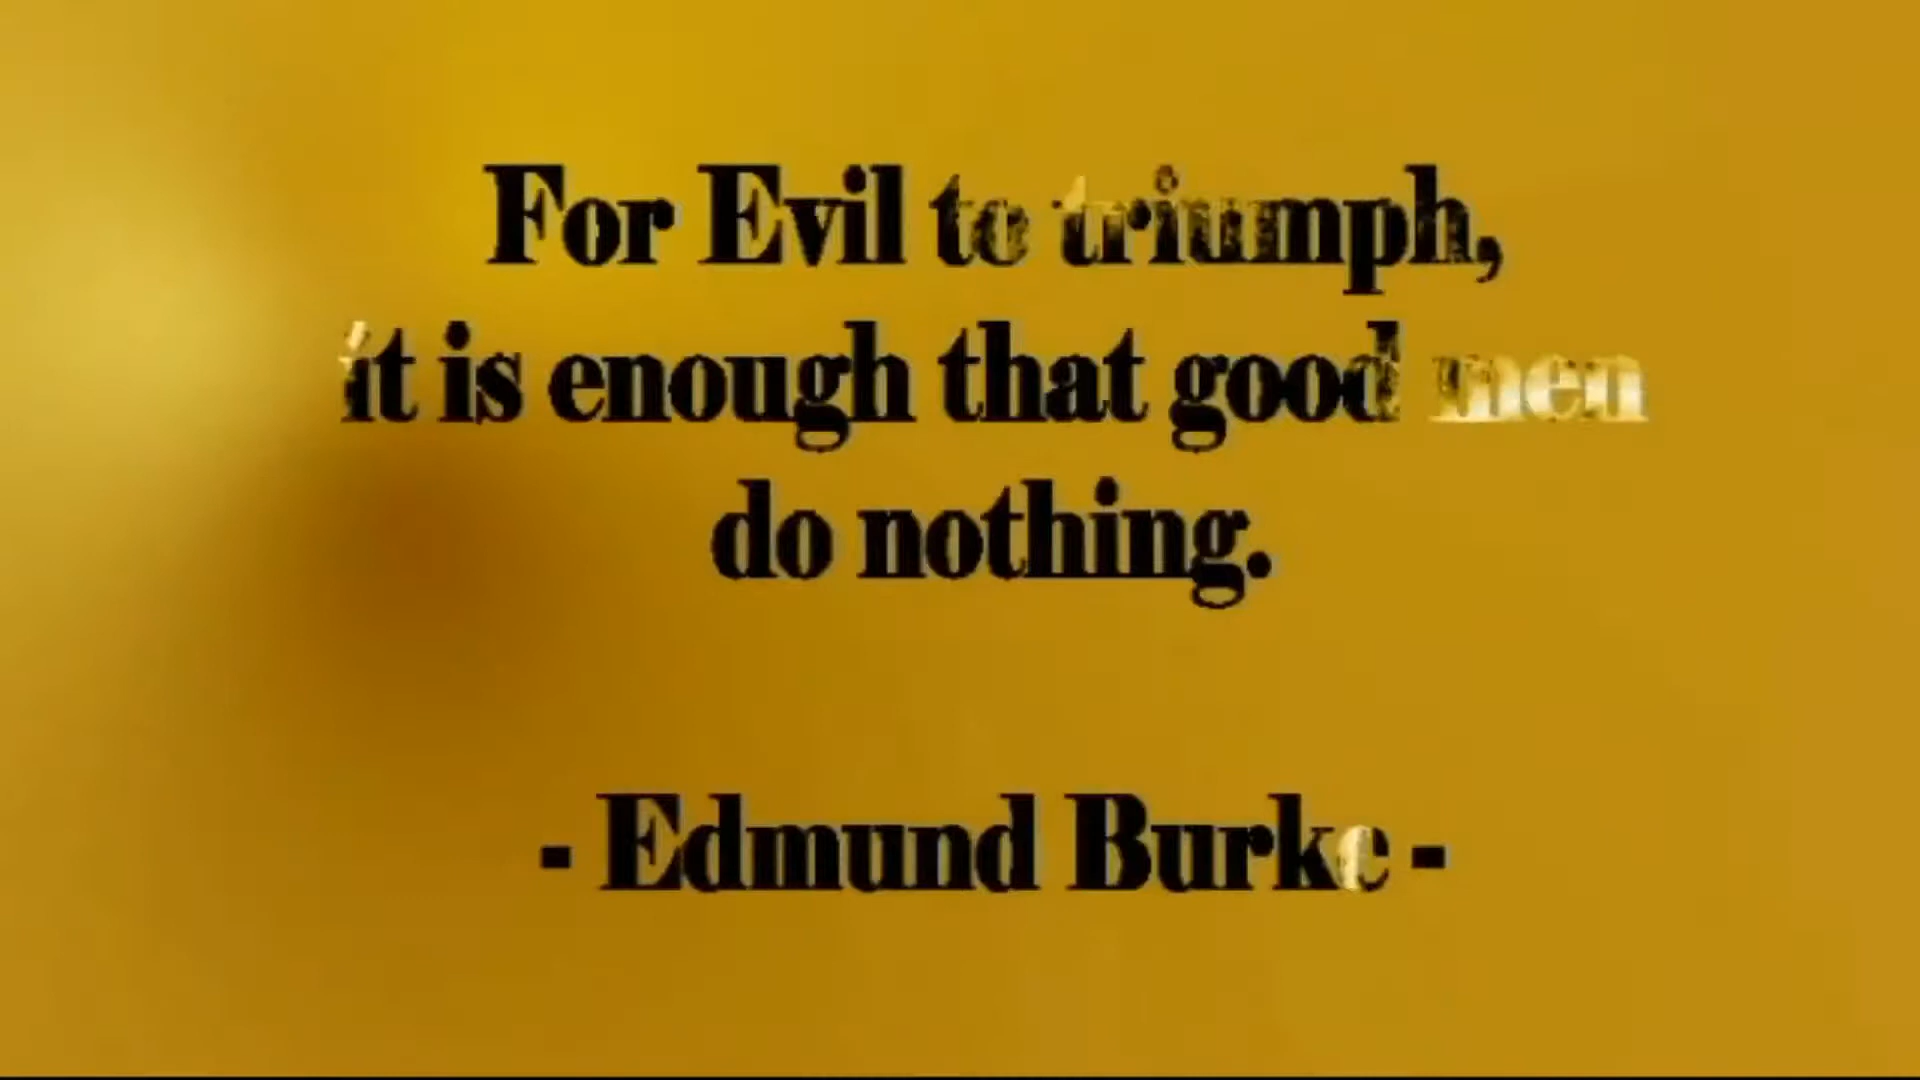 For Evil to triumph,
it is enough that good men
do nothing.
- Edmund Burke -